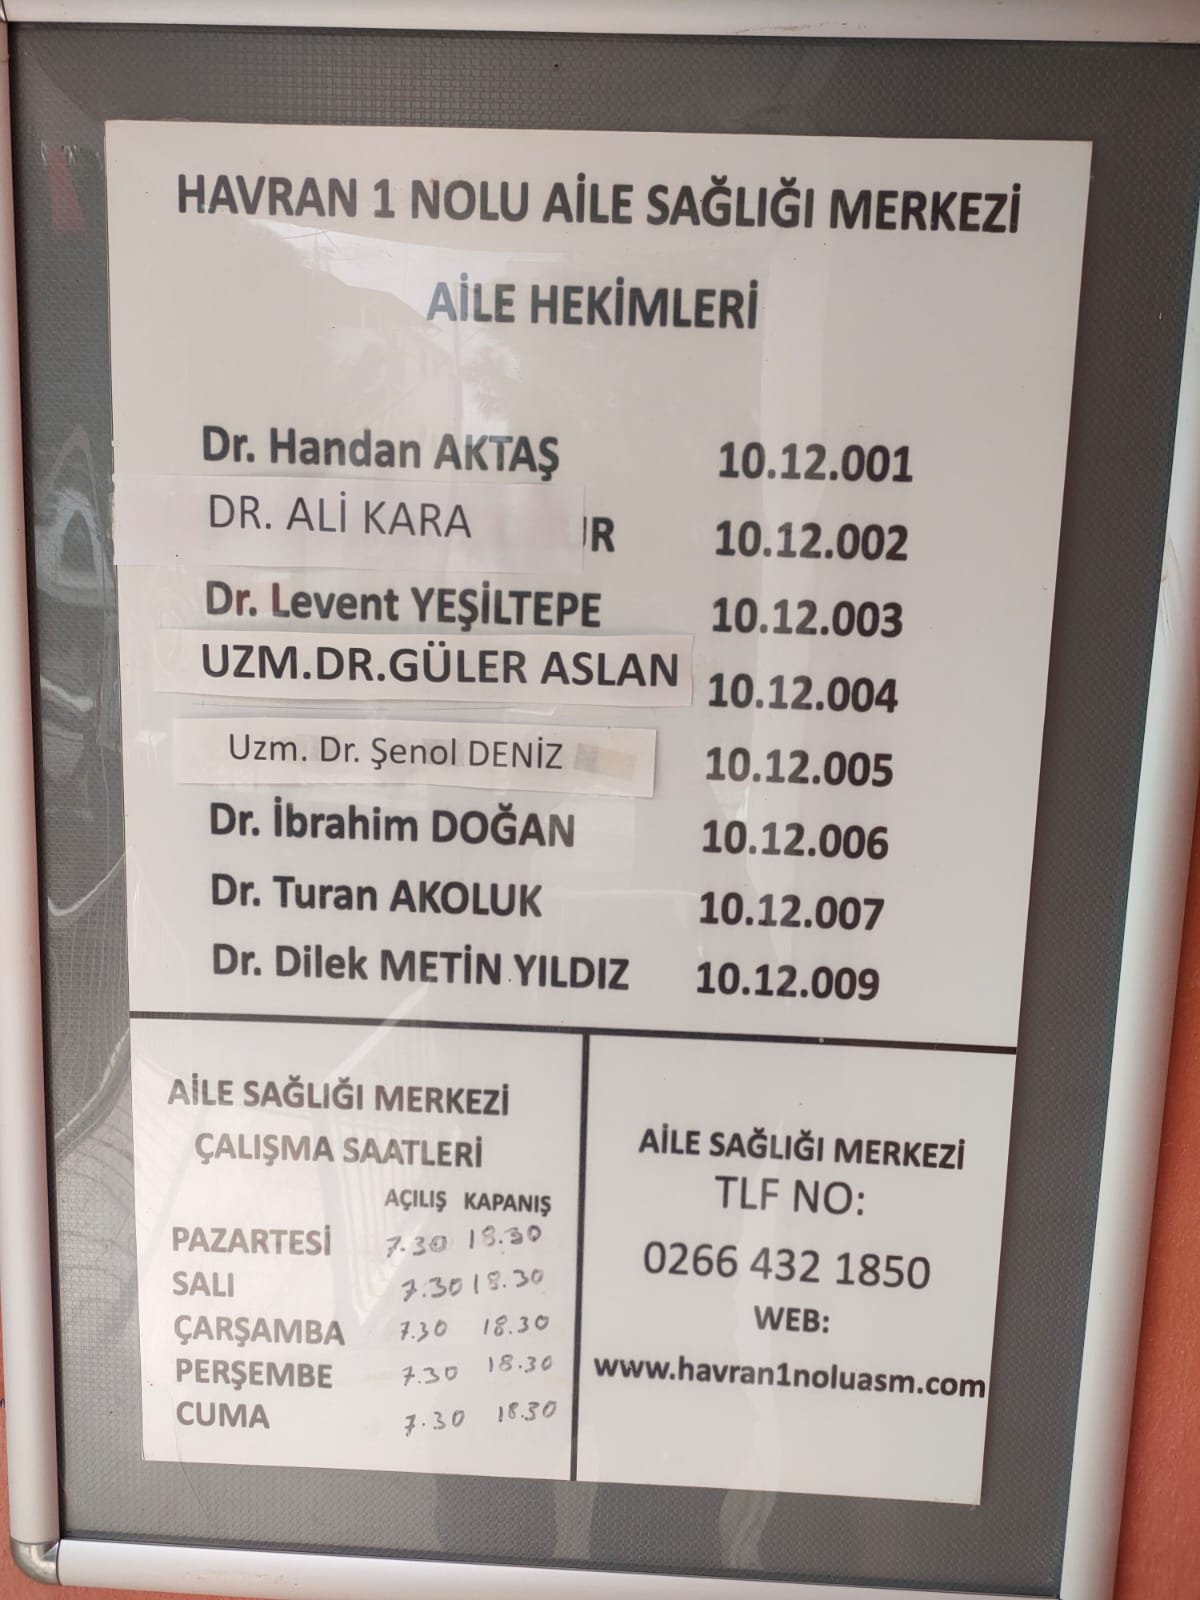 HAVRAN 1 NOLU AİLE SAĞLIĞI MERKEZİ
AİLE HEKİMLERİ
Dr. Handan AKTAŞ 10.12.001
DR. ALİ KARA 10.12.002
Dr. Levent YEŞİLTEPE 10.12.003
UZM.DR.GÜLER ASLAN 10.12.004
Uzm. Dr. Şenol DENİZ 10.12.005
Dr. İbrahim DOĞAN 10.12.006
Dr. Turan AKOLUK 10.12.007
Dr. Dilek METİN YILDIZ 10.12.009
AİLE SAĞLIĞI MERKEZİ
ÇALIŞMA SAATLERİ
AÇILIŞ KAPANIŞ
PAZARTESİ 7.30 18.30
SALI 7.30 18.30
ÇARŞAMBA 7.30 18.30
PERŞEMBE 7.30 18.30
CUMA 7.30 18.30
AİLE SAĞLIĞI MERKEZİ
TLF NO:
0266 432 1850
WEB:
www.havran1noluasm.com